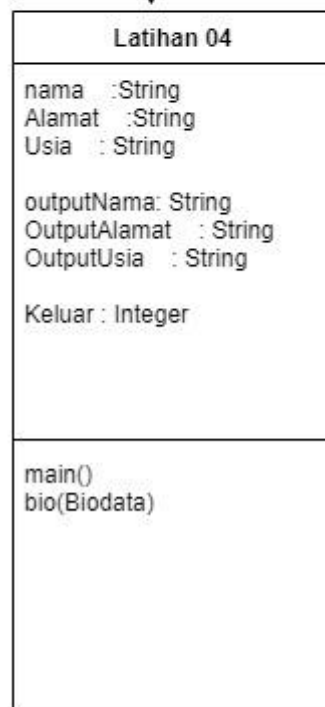 Latihan 04
nama :String
Alamat :String
Usia : String
outputNama: String
OutputAlamat : String
OutputUsia : String
Keluar : Integer
main()
bio(Biodata)